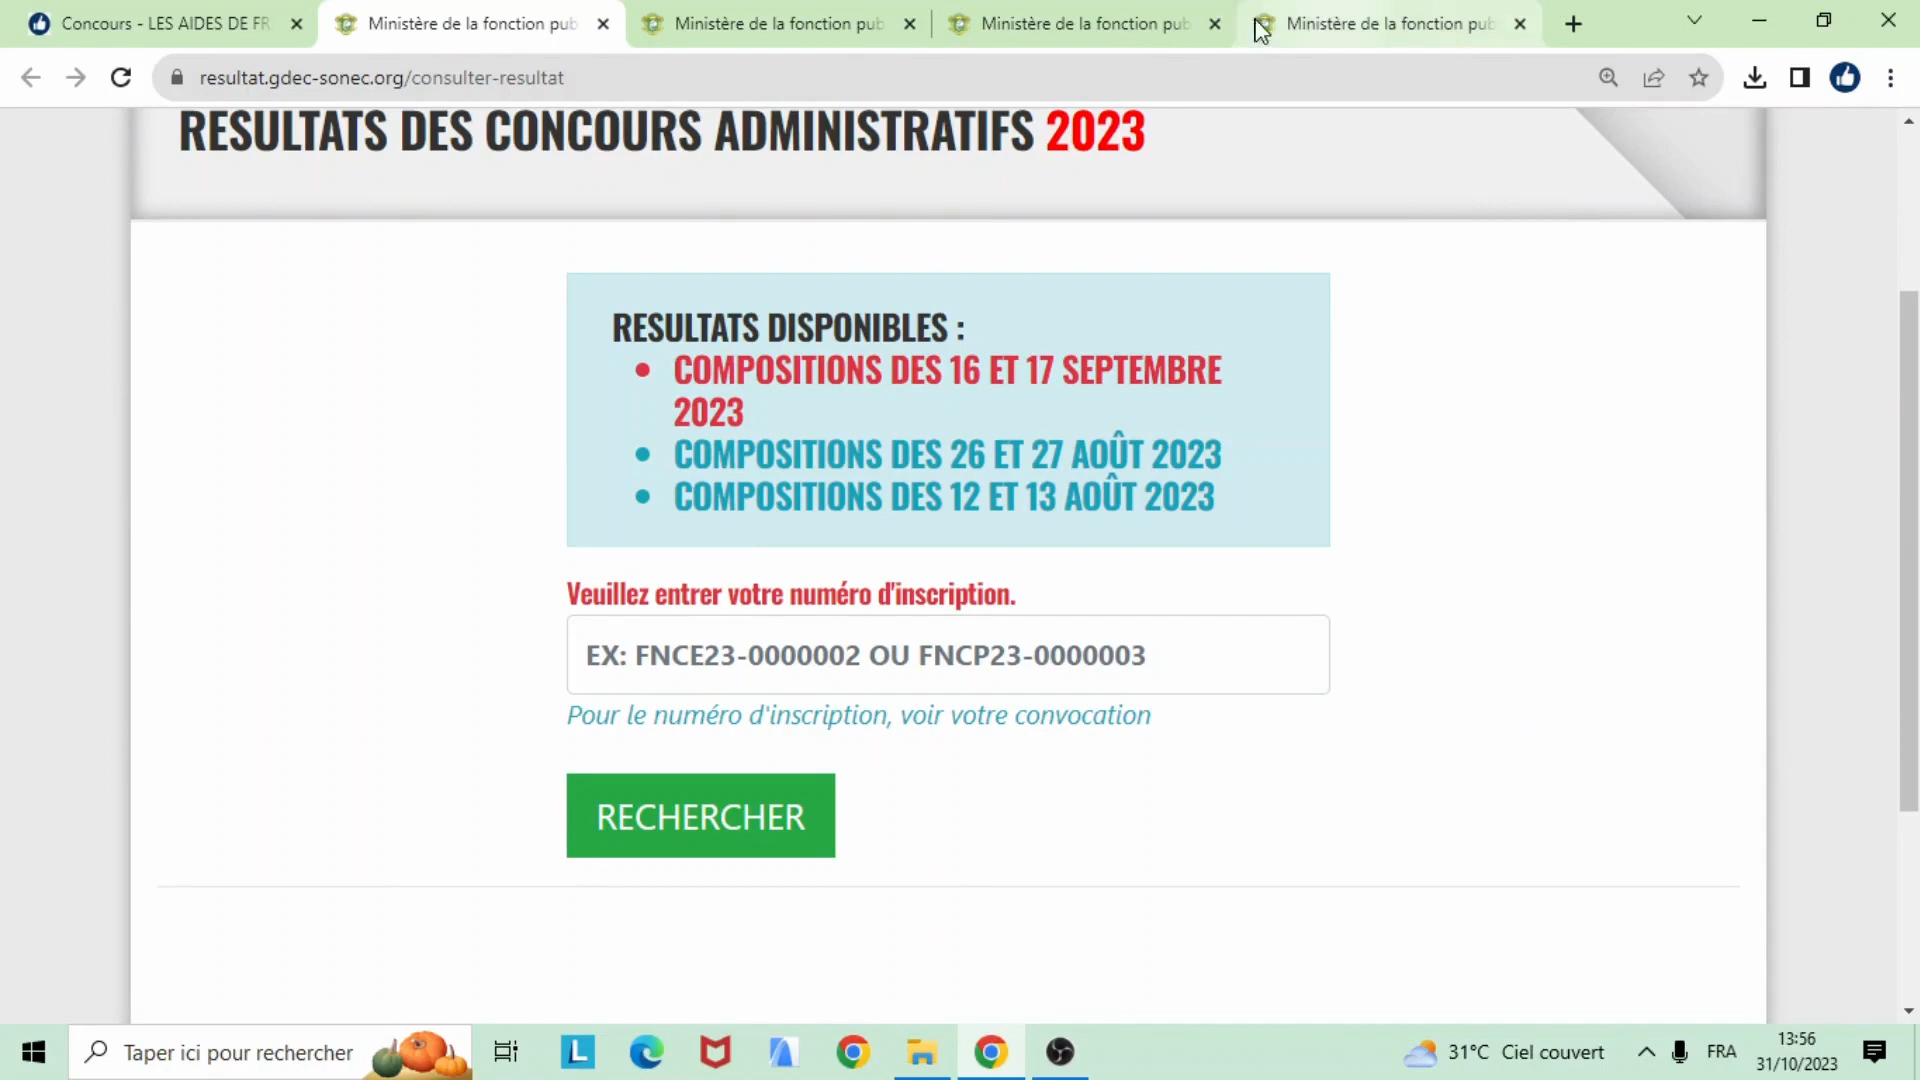 Concours - LES AIDES DE FR
Ministère de la fonction pub
Ministère de la fonction pub
Ministère de la fonction pub
Ministère de la fonction pub
resultat.gdec-sonec.org/consulter-resultat
RESULTATS DES CONCOURS ADMINISTRATIFS 2023
RESULTATS DISPONIBLES :
COMPOSITIONS DES 16 ET 17 SEPTEMBRE
2023
COMPOSITIONS DES 26 ET 27 AOÛT 2023
COMPOSITIONS DES 12 ET 13 AOÛT 2023
Veuillez entrer votre numéro d'inscription.
EX: FNCE23-0000002 OU FNCP23-0000003
Pour le numéro d'inscription, voir votre convocation
RECHERCHER
Taper ici pour rechercher
L
31°C Ciel couvert
FRA
13:56
31/10/2023